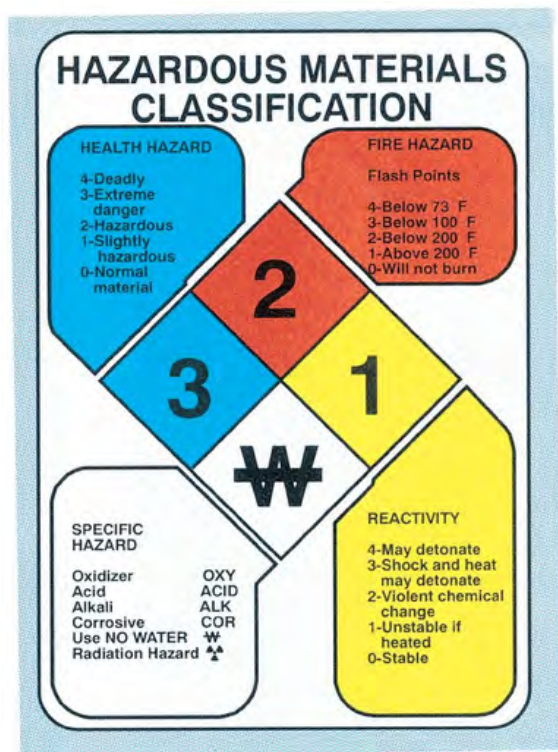 HAZARDOUS MATERIALS
CLASSIFICATION
HEALTH HAZARD
4-Deadly
3-Extreme
danger
2-Hazardous
1-Slightly
hazardous
0-Normal
material
FIRE HAZARD
Flash Points
4-Below 73 F
3-Below 100 F
2-Below 200 F
1-Above 200 F
0-Will not burn
2
3
1
W
SPECIFIC
HAZARD
Oxidizer OXY
Acid ACID
Alkali ALK
Corrosive COR
Use NO WATER W
Radiation Hazard ☢
REACTIVITY
4-May detonate
3-Shock and heat
may detonate
2-Violent chemical
change
1-Unstable if
heated
0-Stable